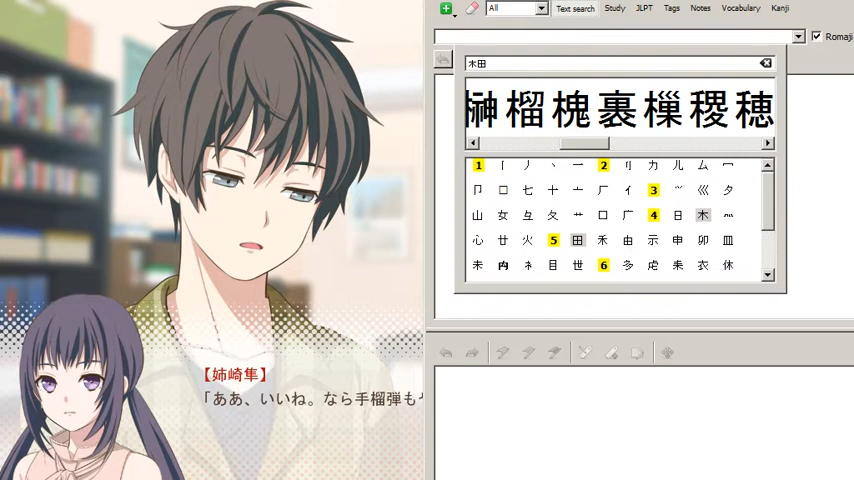 All
Text search
Study
JLPT
Tags
Notes
Vocabulary
Kanji
Romaji
木田
榊榴槐裹樔稷穂
1 丨 丿 丶 一 2 刂 力 儿 厶 冖
卩 口 七 十 亠 厂 亻 3 巛 夕
山 女 彑 久 艹 囗 广 4 日 木 灬
心 廿 火 5 田 禾 由 示 申 卯 皿
未 禸 ネ 目 世 6 多 虍 耒 衣 休
【姉崎隼】
「ああ、いいね。なら手榴弾も